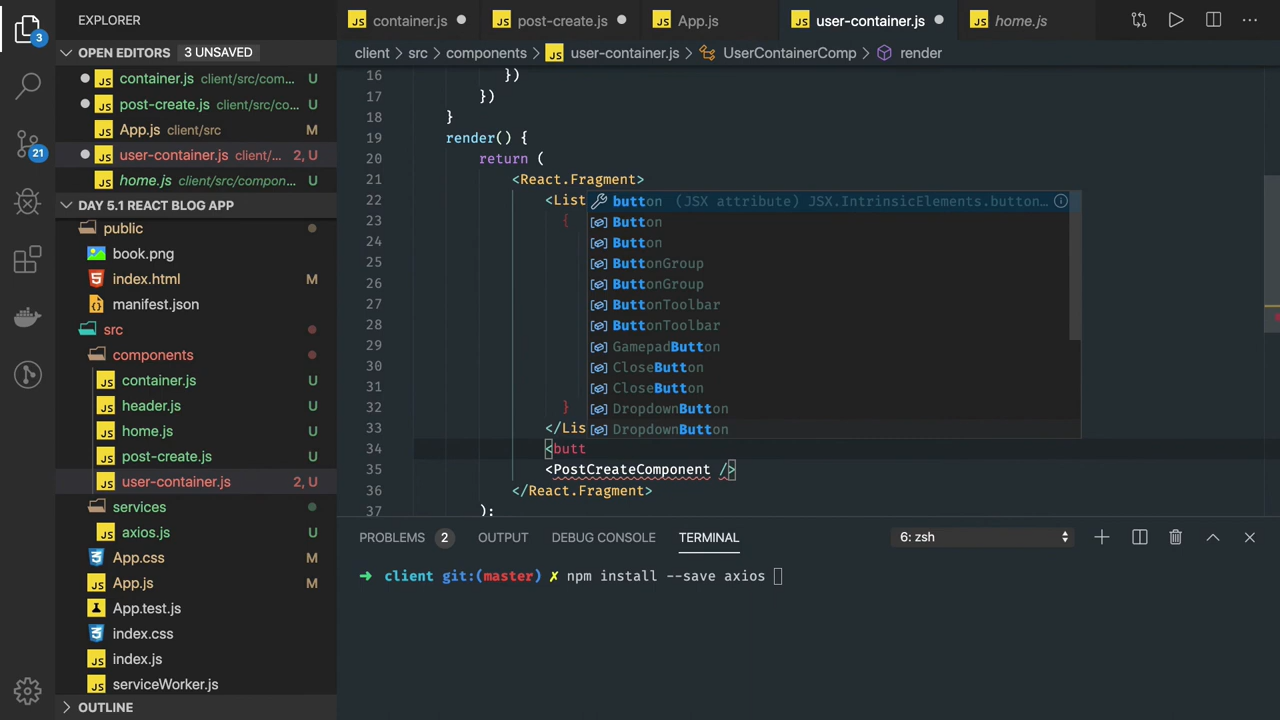 EXPLORER
container.js
post-create.js
App.js
user-container.js
home.js
OPEN EDITORS 3 UNSAVED
client > src > components > user-container.js > UserContainerComp > render
container.js client/src/com... U
post-create.js client/src/co... U
App.js client/src M
user-container.js client/... 2, U
home.js client/src/compon... U
DAY 5.1 REACT BLOG APP
public
book.png
index.html M
manifest.json
src
components
container.js U
header.js U
home.js U
post-create.js U
user-container.js 2, U
services
axios.js U
App.css M
App.js M
App.test.js
index.css
index.js
serviceWorker.js
OUTLINE
3
21
16 })
17 })
18 }
19 render() {
20 return (
21 <React.Fragment>
22 <List
23 {
24
25
26
27
28
29
30
31
32 }
33 </Lis
34 <butt
35 <PostCreateComponent />
36 </React.Fragment>
37 );
button (JSX attribute) JSX.IntrinsicElements.button...
Button
Button
ButtonGroup
ButtonGroup
ButtonToolbar
ButtonToolbar
GamepadButton
CloseButton
CloseButton
DropdownButton
DropdownButton
PROBLEMS 2 OUTPUT DEBUG CONSOLE TERMINAL 6: zsh
➜ client git:(master) ✗ npm install --save axios